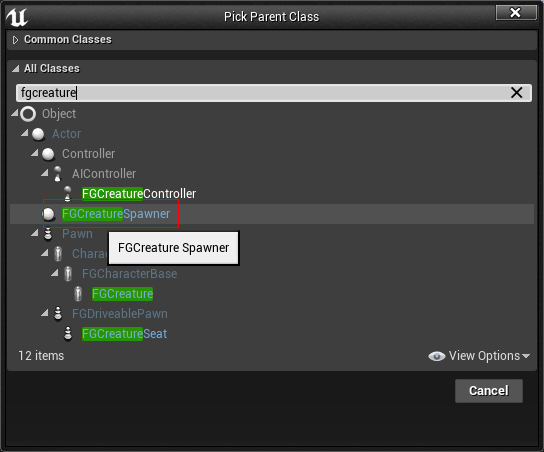 Pick Parent Class
Common Classes
All Classes
fgcreature
Object
Actor
Controller
AIController
FGCreatureController
FGCreatureSpawner
Pawn
Charac
FGCreature Spawner
FGCharacterBase
FGCreature
FGDriveablePawn
FGCreatureSeat
12 items
View Options
Cancel